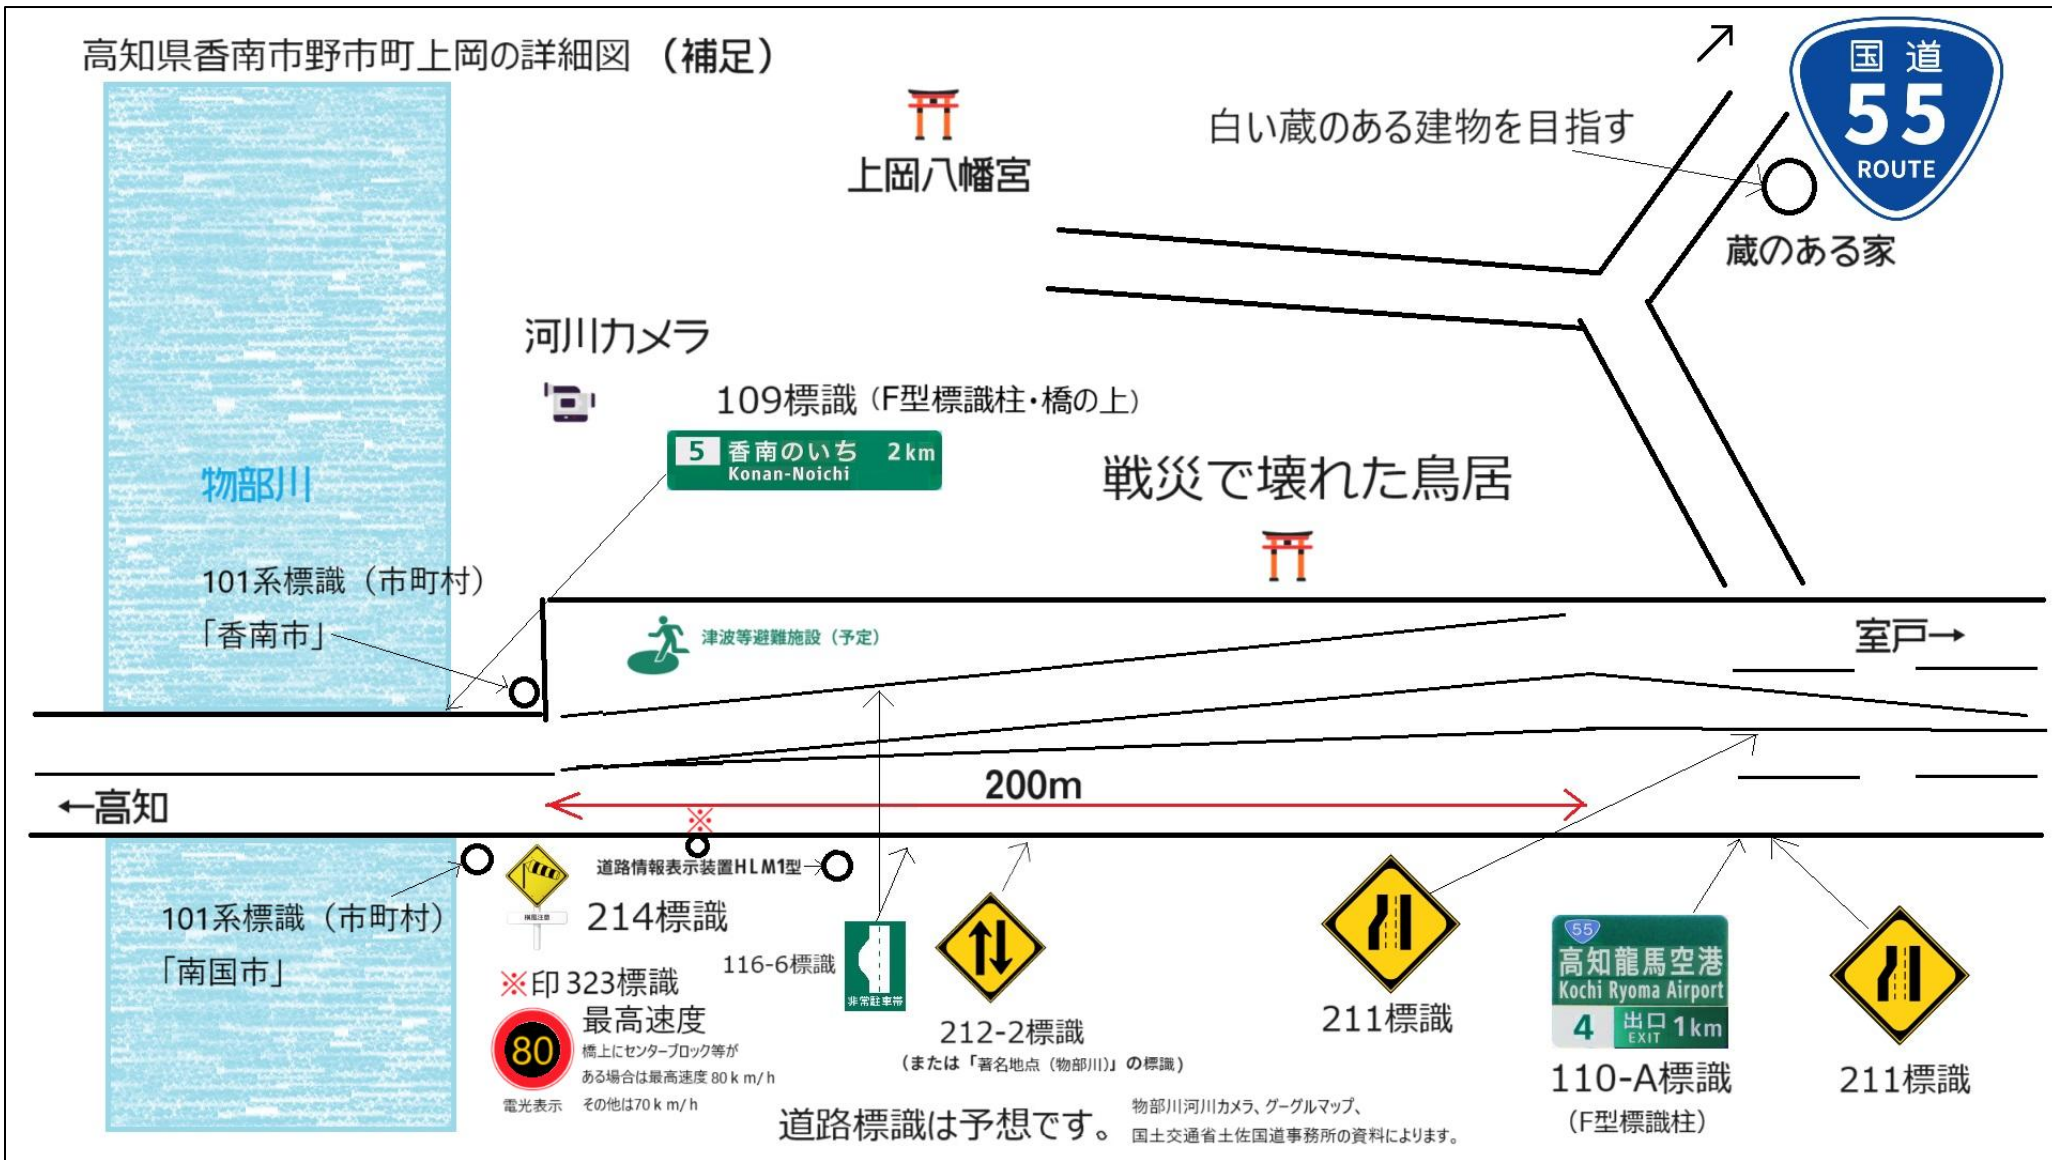 高知県香南市野市町上岡の詳細図 （補足）
国道
55
ROUTE
白い蔵のある建物を目指す
上岡八幡宮
蔵のある家
河川カメラ
109標識（F型標識柱・橋の上）
5 香南のいち 2km
Konan-Noichi
戦災で壊れた鳥居
物部川
101系標識（市町村）
「香南市」
津波等避難施設（予定）
室戸→
200m
←高知
※
道路情報表示装置HLM1型→
101系標識（市町村）
「南国市」
横風注意
214標識
※印323標識
最高速度
80
橋上にセンターブロック等が
ある場合は最高速度80km/h
電光表示 その他は70km/h
116-6標識
非常駐車帯
212-2標識
（または「著名地点（物部川）」の標識）
211標識
55
高知龍馬空港
Kochi Ryoma Airport
4 出口 1km
EXIT
110-A標識
（F型標識柱）
211標識
道路標識は予想です。
物部川河川カメラ、グーグルマップ、
国土交通省土佐国道事務所の資料によります。